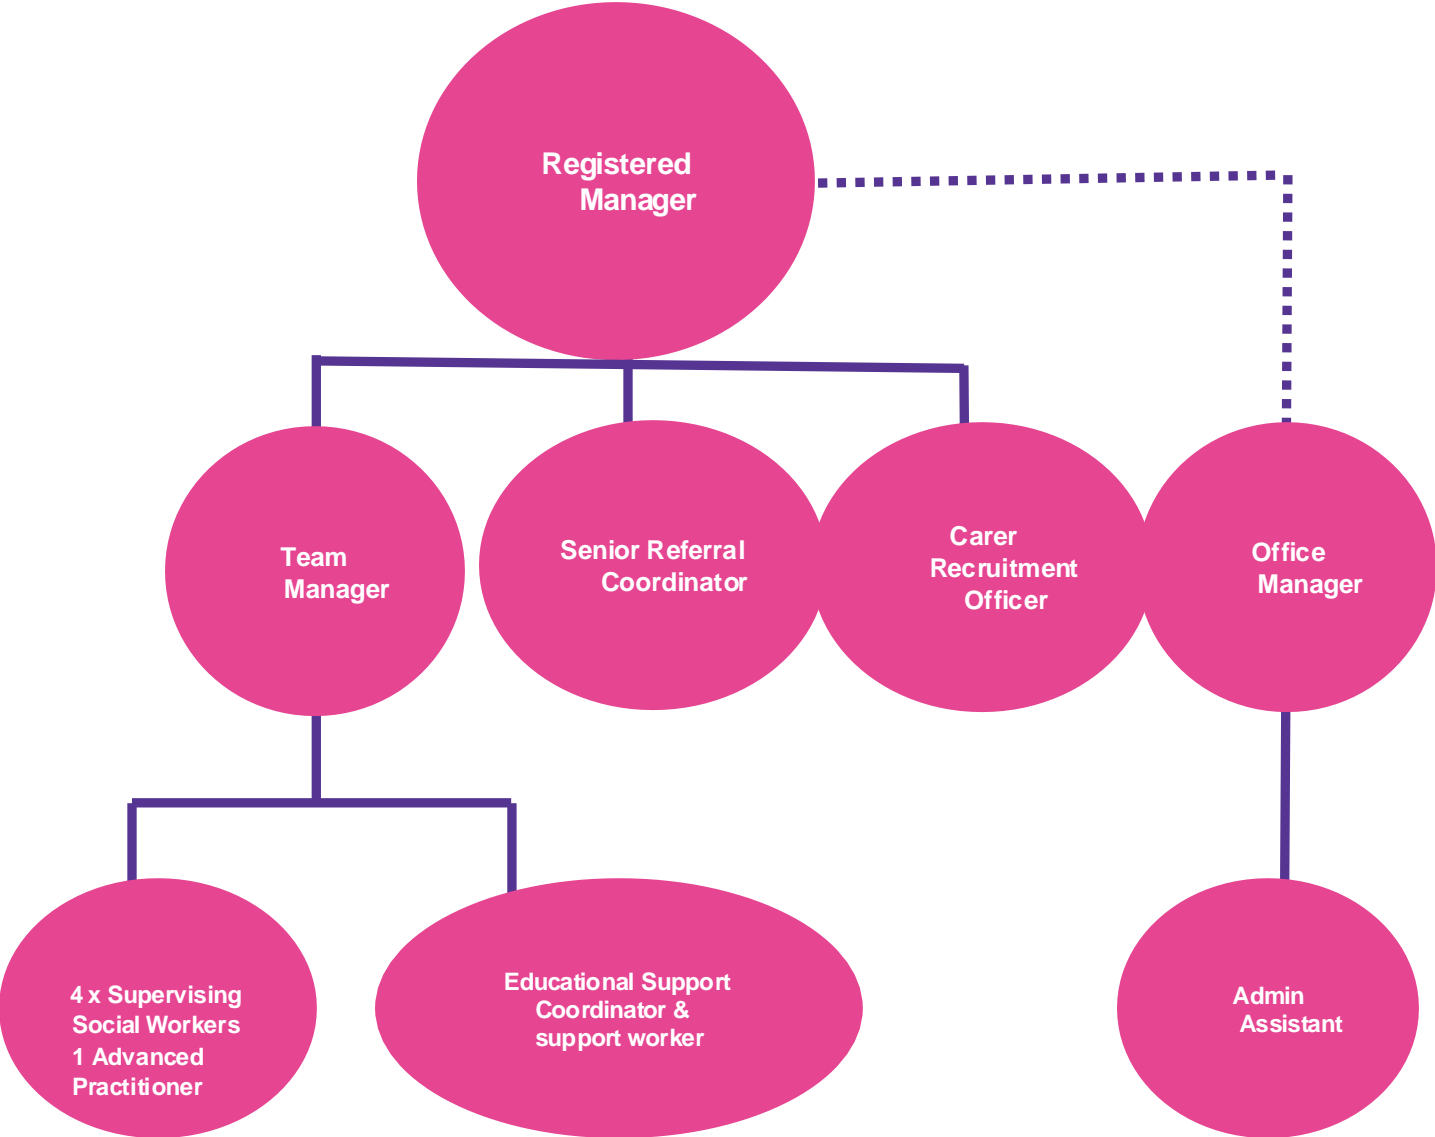 Registered
Manager
Team
Manager
Senior Referral
Coordinator
Carer
Recruitment
Officer
Office
Manager
4 x Supervising
Social Workers
1 Advanced
Practitioner
Educational Support
Coordinator &
support worker
Admin
Assistant